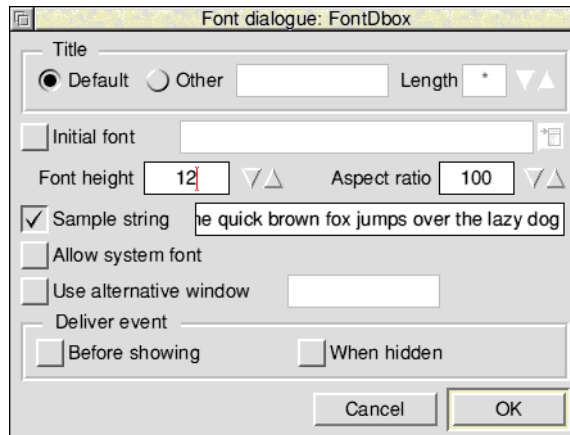 Font dialogue: FontDbox
Title
Default Other Length *
Initial font
Font height 12 Aspect ratio 100
Sample string he quick brown fox jumps over the lazy dog
Allow system font
Use alternative window
Deliver event
Before showing When hidden
Cancel OK